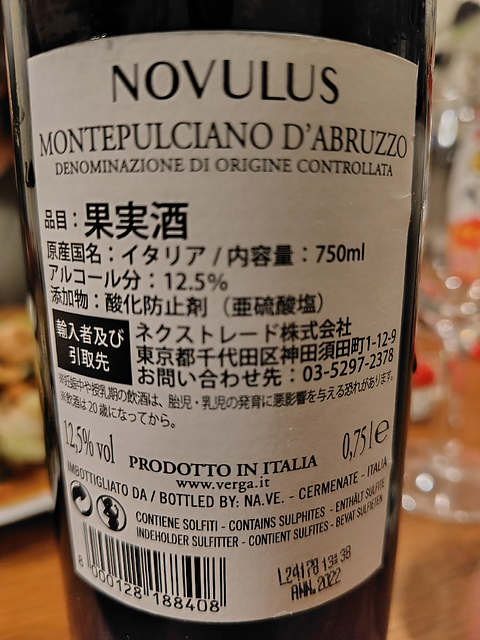 NOVULUS
MONTEPULCIANO D'ABRUZZO
DENOMINAZIONE DI ORIGINE CONTROLLATA
品目：果実酒
原産国名：イタリア / 内容量：750ml
アルコール分：12.5%
添加物：酸化防止剤（亜硫酸塩）
輸入者及び引取先
ネクストレード株式会社
東京都千代田区神田須田町1-12-9
お問い合わせ先：03-5297-2378
※妊娠中や授乳期の飲酒は、胎児・乳児の発育に悪影響を与える恐れがあります。
※飲酒は20歳になってから。
12,5% vol
0,75 l e
PRODOTTO IN ITALIA
www.verga.it
IMBOTTIGLIATO DA / BOTTLED BY: NA.VE. - CERMENATE - ITALIA
CONTIENE SOLFITI - CONTAINS SULPHITES - ENTHÄLT SULFITE
INDEHOLDER SULFITTER - CONTIENT SULFITES - BEVAT SULFIETEN
L24178 13:38
ANN.2022
8 000128 188408